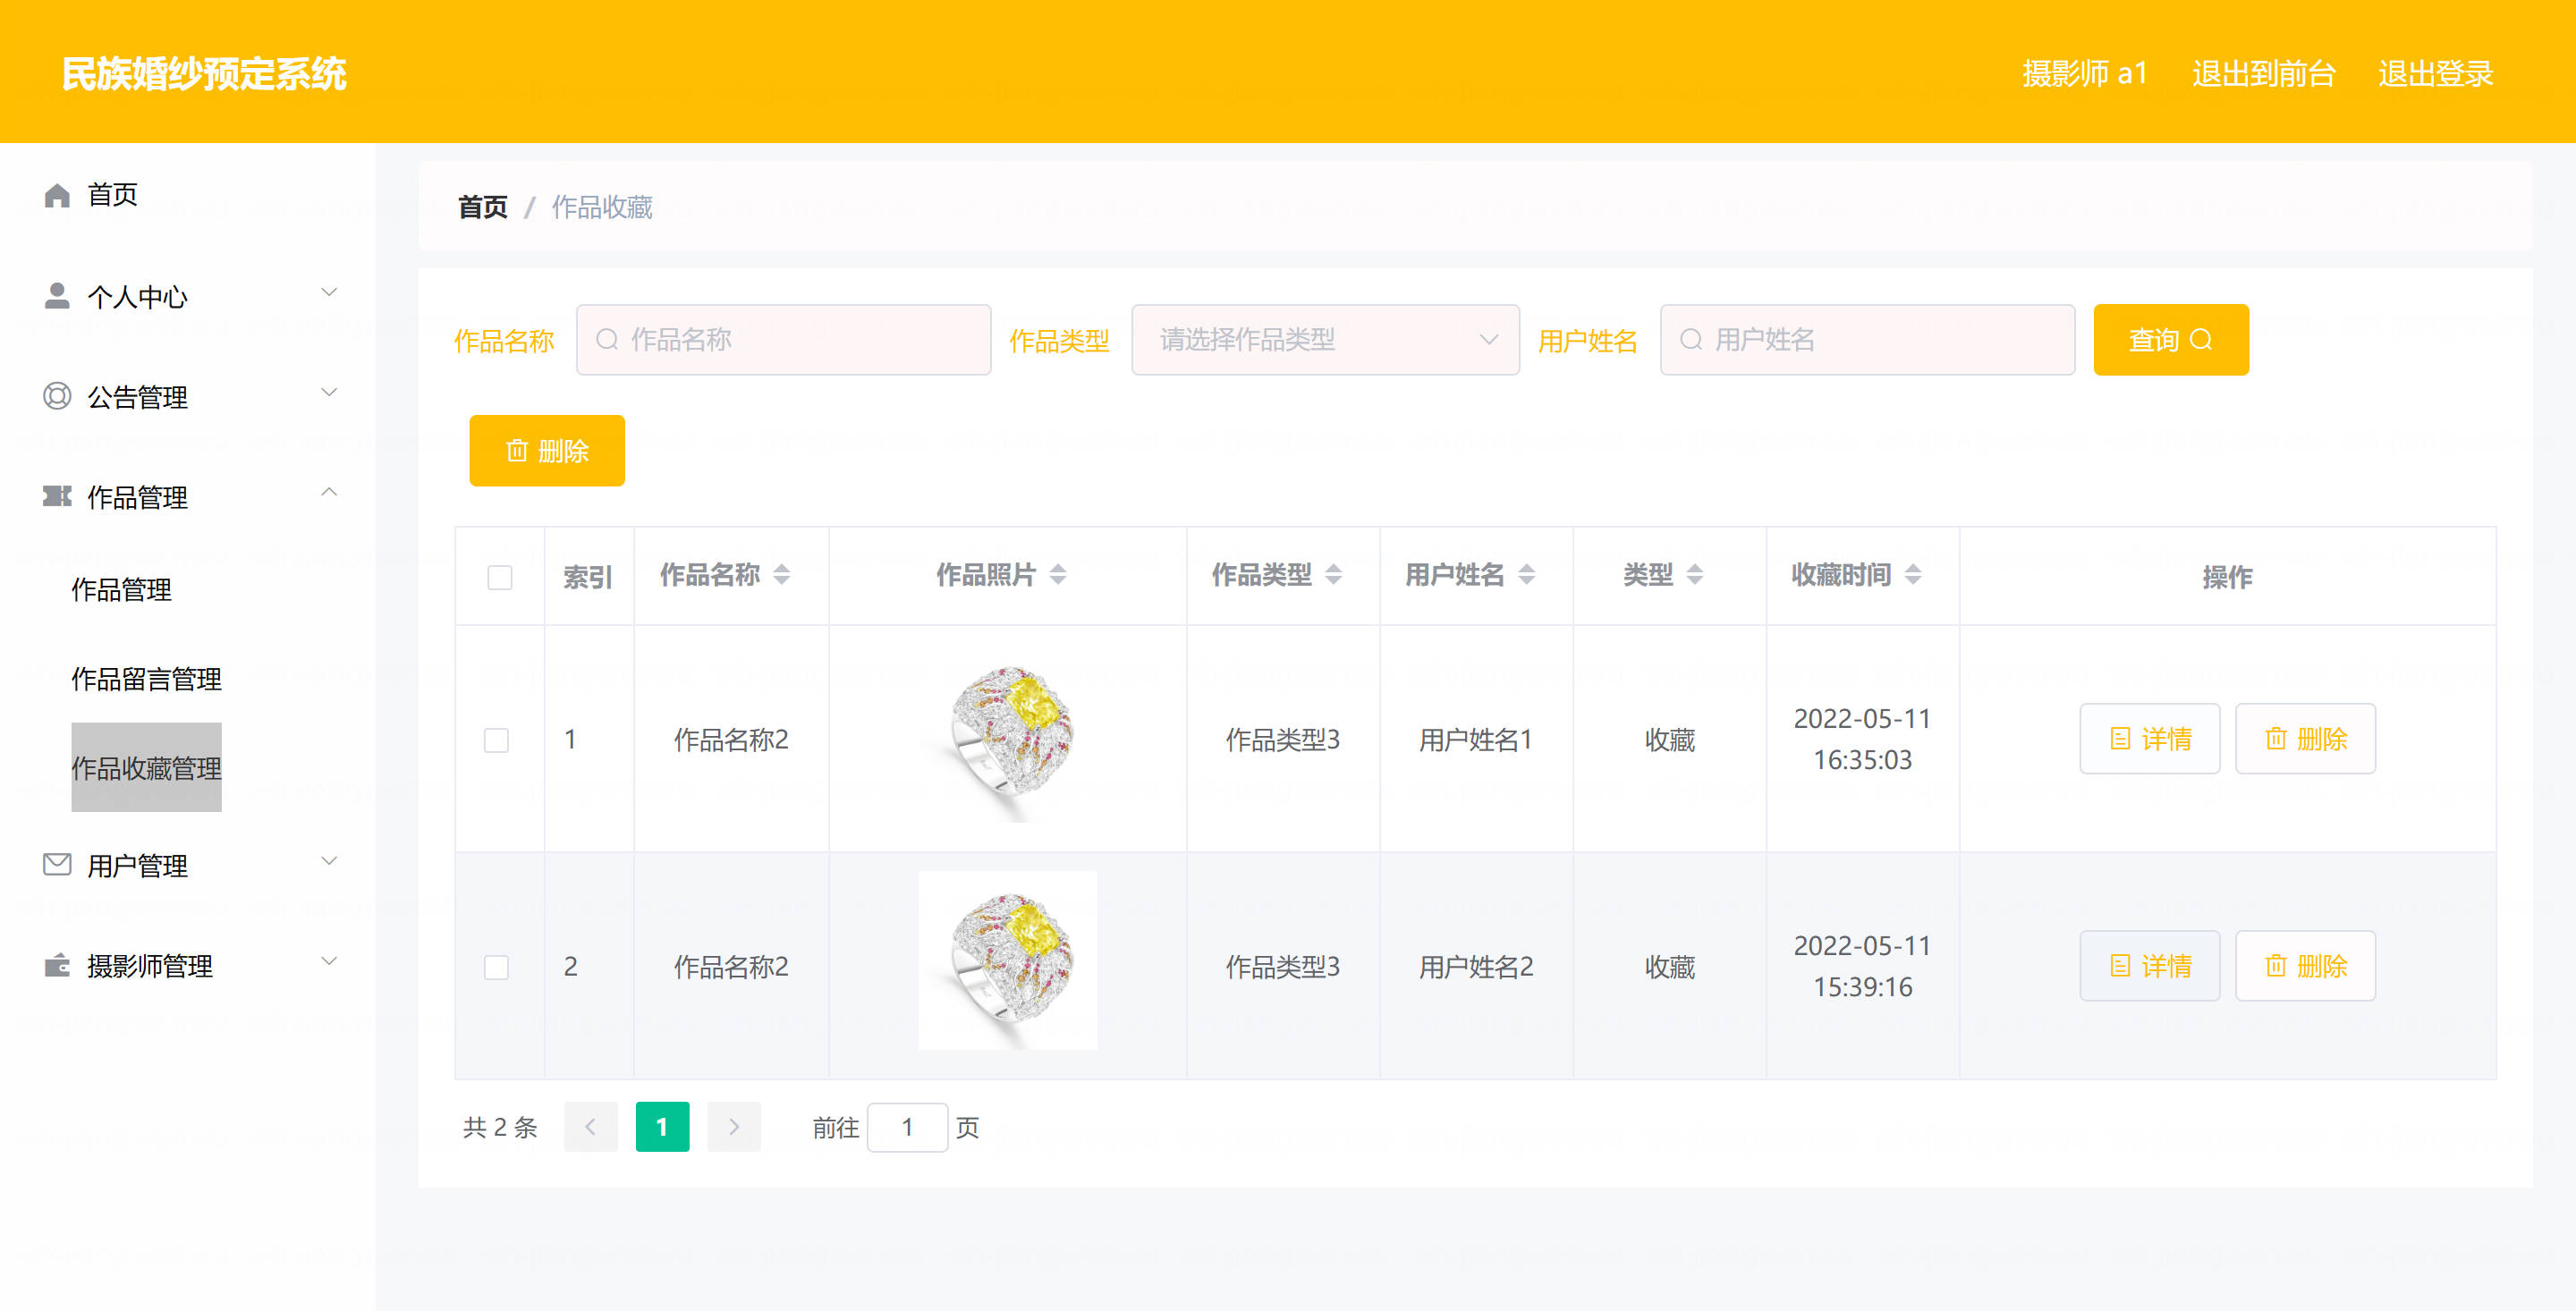 民族婚纱预定系统
摄影师 a1 退出到前台 退出登录
首页
个人中心
公告管理
作品管理
作品管理
作品留言管理
作品收藏管理
用户管理
摄影师管理
首页 / 作品收藏
作品名称 作品名称 作品类型 请选择作品类型 用户姓名 用户姓名 查询
删除
索引 作品名称 作品照片 作品类型 用户姓名 类型 收藏时间 操作
1 作品名称2 作品类型3 用户姓名1 收藏 2022-05-11 16:35:03 详情 删除
2 作品名称2 作品类型3 用户姓名2 收藏 2022-05-11 15:39:16 详情 删除
共 2 条 1 前往 1 页